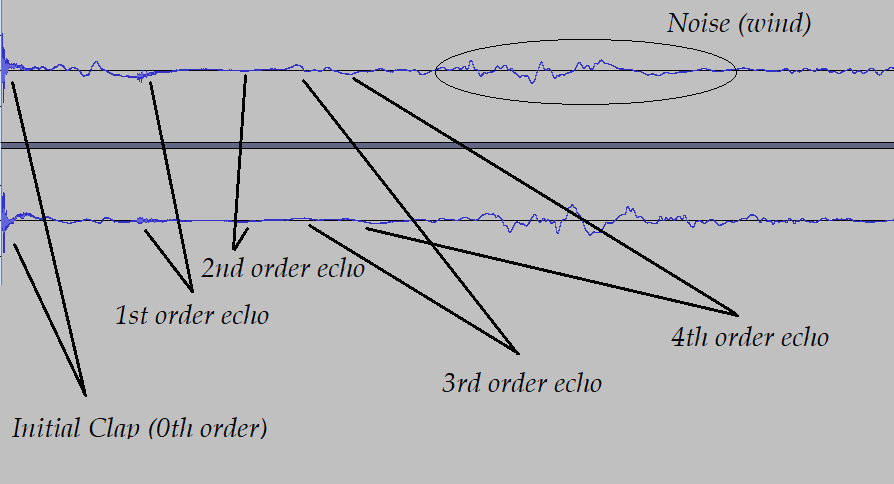 Noise (wind)
2nd order echo
1st order echo
4th order echo
3rd order echo
Initial Clap (0th order)